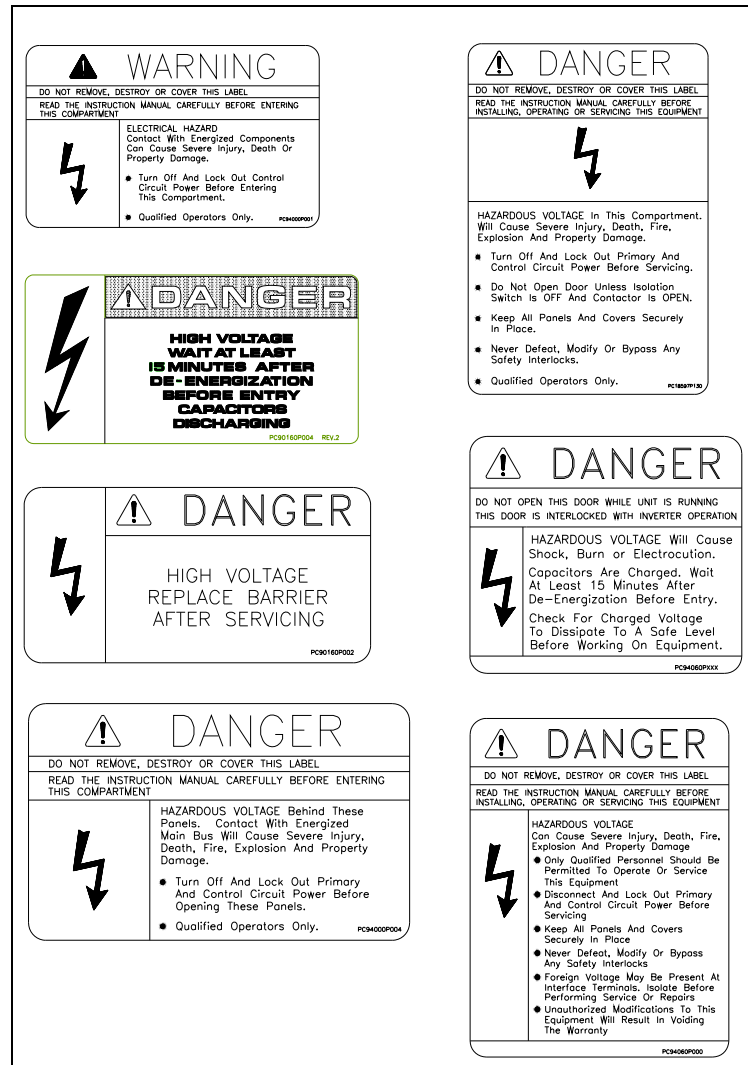 WARNING
DO NOT REMOVE, DESTROY OR COVER THIS LABEL
READ THE INSTRUCTION MANUAL CAREFULLY BEFORE ENTERING
THIS COMPARTMENT
ELECTRICAL HAZARD
Contact With Energized Components
Can Cause Severe Injury, Death Or
Property Damage.
Turn Off And Lock Out Control
Circuit Power Before Entering
This Compartment.
Qualified Operators Only.
PC94000P001
DANGER
HIGH VOLTAGE
WAIT AT LEAST
15 MINUTES AFTER
DE-ENERGIZATION
BEFORE ENTRY
CAPACITORS
DISCHARGING
PC90160P004 REV.2
DANGER
HIGH VOLTAGE
REPLACE BARRIER
AFTER SERVICING
PC90160P002
DANGER
DO NOT REMOVE, DESTROY OR COVER THIS LABEL
READ THE INSTRUCTION MANUAL CAREFULLY BEFORE ENTERING
THIS COMPARTMENT
HAZARDOUS VOLTAGE Behind These
Panels. Contact With Energized
Main Bus Will Cause Severe Injury,
Death, Fire, Explosion And Property
Damage.
Turn Off And Lock Out Primary
And Control Circuit Power Before
Opening These Panels.
Qualified Operators Only.
PC94000P004
DANGER
DO NOT REMOVE, DESTROY OR COVER THIS LABEL
READ THE INSTRUCTION MANUAL CAREFULLY BEFORE
INSTALLING, OPERATING OR SERVICING THIS EQUIPMENT
HAZARDOUS VOLTAGE In This Compartment.
Will Cause Severe Injury, Death, Fire,
Explosion And Property Damage.
Turn Off And Lock Out Primary And
Control Circuit Power Before Servicing.
Do Not Open Door Unless Isolation
Switch Is OFF And Contactor Is OPEN.
Keep All Panels And Covers Securely
In Place.
Never Defeat, Modify Or Bypass Any
Safety Interlocks.
Qualified Operators Only.
PC18597P130
DANGER
DO NOT OPEN THIS DOOR WHILE UNIT IS RUNNING
THIS DOOR IS INTERLOCKED WITH INVERTER OPERATION
HAZARDOUS VOLTAGE Will Cause
Shock, Burn or Electrocution.
Capacitors Are Charged. Wait
At Least 15 Minutes After
De-Energization Before Entry.
Check For Charged Voltage
To Dissipate To A Safe Level
Before Working On Equipment.
PC94060PXXX
DANGER
DO NOT REMOVE, DESTROY OR COVER THIS LABEL
READ THE INSTRUCTION MANUAL CAREFULLY BEFORE
INSTALLING, OPERATING OR SERVICING THIS EQUIPMENT
HAZARDOUS VOLTAGE
Can Cause Severe Injury, Death, Fire,
Explosion And Property Damage
Only Qualified Personnel Should Be
Permitted To Operate Or Service
This Equipment
Disconnect And Lock Out Primary
And Control Circuit Power Before
Servicing
Keep All Panels And Covers
Securely In Place
Never Defeat, Modify Or Bypass
Any Safety Interlocks
Foreign Voltage May Be Present At
Interface Terminals. Isolate Before
Performing Service Or Repairs
Unauthorized Modifications To This
Equipment Will Result In Voiding
The Warranty
PC94060P000